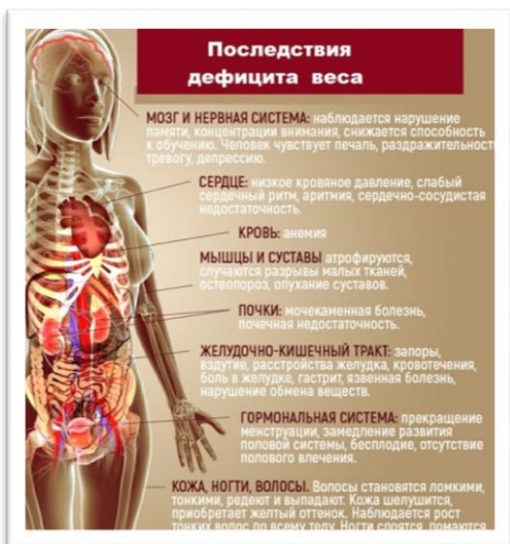 Последствия
дефицита веса
МОЗГ И НЕРВНАЯ СИСТЕМА: наблюдается нарушение
памяти, концентрации внимания, снижается способность
к обучению. Человек чувствует печаль, раздражительност
тревогу, депрессию.
СЕРДЦЕ: низкое кровяное давление, слабый
сердечный ритм, аритмия, сердечно-сосудистая
недостаточность.
КРОВЬ: анемия
МЫШЦЫ И СУСТАВЫ атрофируются,
случаются разрывы малых тканей,
остеопороз, опухание суставов.
ПОЧКИ: мочекаменная болезнь,
почечная недостаточность.
ЖЕЛУДОЧНО-КИШЕЧНЫЙ ТРАКТ: запоры,
вздутие, расстройства желудка, кровотечения,
боль в желудке, гастрит, язвенная болезнь,
нарушение обмена веществ.
ГОРМОНАЛЬНАЯ СИСТЕМА: прекращение
менструации, замедление развития
половой системы, бесплодие, отсутствие
полового влечения.
КОЖА, НОГТИ, ВОЛОСЫ. Волосы становятся ломкими,
тонкими, редеют и выпадают. Кожа шелушится,
приобретает желтый оттенок. Наблюдается рост
тонких волос по всему телу. Ногти слоятся, ломаются